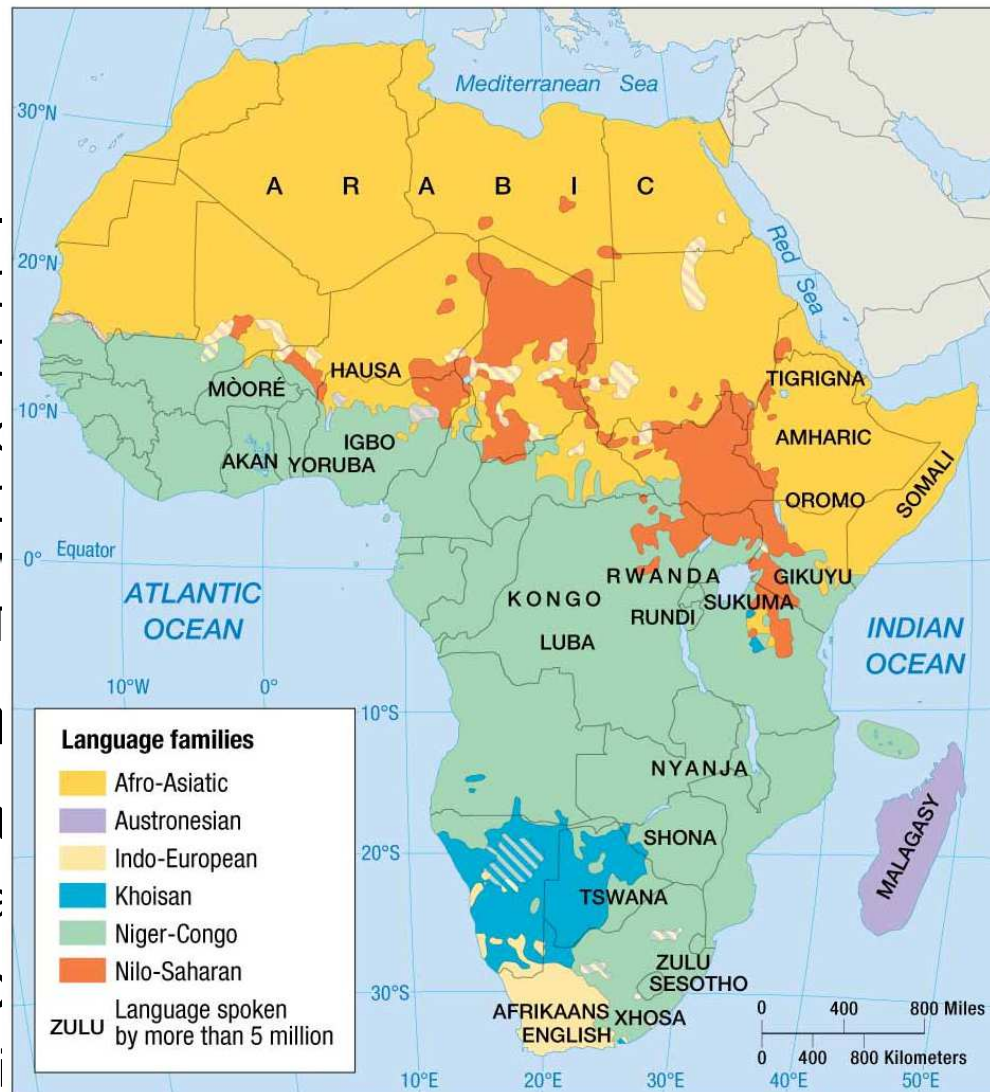 Mediterranean Sea
30°N
A R A B I C
20°N
Red Sea
HAUSA
MÒORÉ
TIGRIGNA
10°N
IGBO
AMHARIC
AKAN
YORUBA
OROMO
SOMALI
0°
Equator
RWANDA
GIKUYU
ATLANTIC
OCEAN
KONGO
SUKUMA
RUNDI
LUBA
INDIAN
OCEAN
10°W
0°
10°S
Language families
Afro-Asiatic
Austronesian
Indo-European
Khoisan
Niger-Congo
Nilo-Saharan
ZULU
Language spoken
by more than 5 million
NYANJA
SHONA
MALAGASY
20°S
TSWANA
ZULU
SESOTHO
30°S
AFRIKAANS
ENGLISH
XHOSA
0 400 800 Miles
0 400 800 Kilometers
10°E
20°E
30°E
40°E
50°E